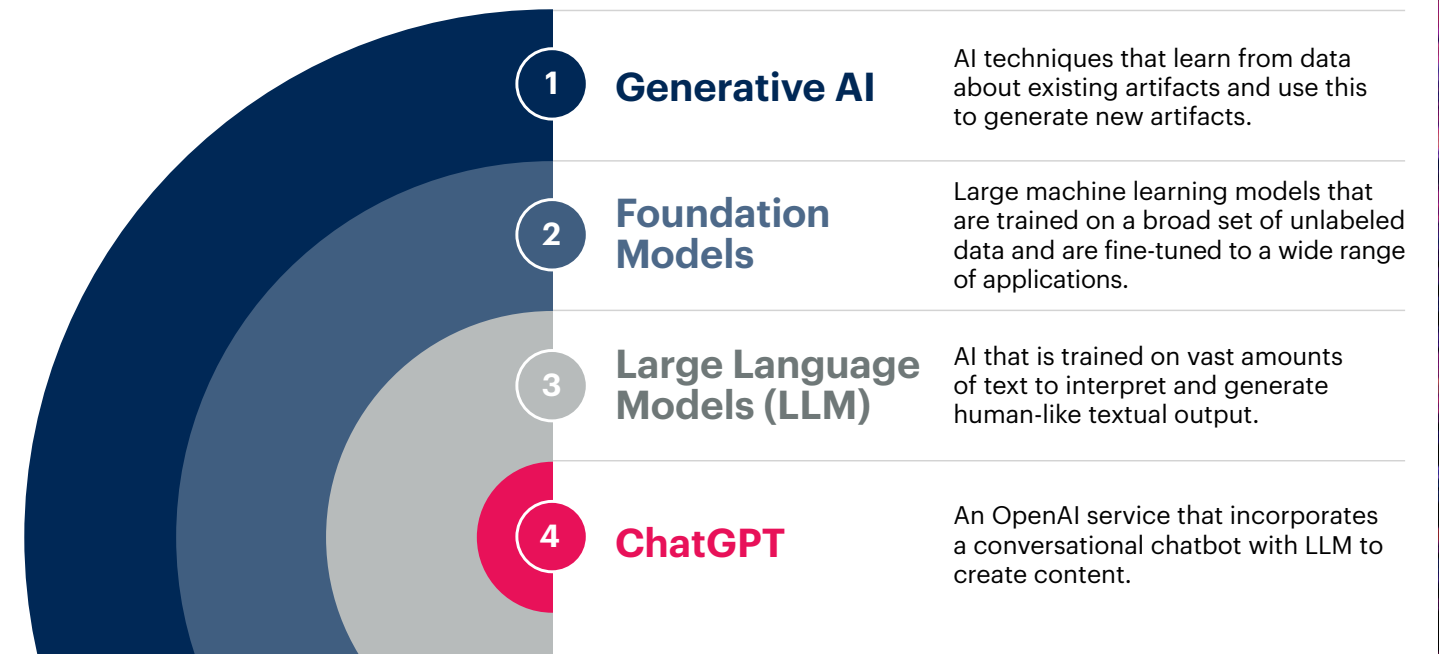 1
Generative AI
AI techniques that learn from data
about existing artifacts and use this
to generate new artifacts.
2
Foundation
Models
Large machine learning models that
are trained on a broad set of unlabeled
data and are fine-tuned to a wide range
of applications.
3
Large Language
Models (LLM)
AI that is trained on vast amounts
of text to interpret and generate
human-like textual output.
4
ChatGPT
An OpenAI service that incorporates
a conversational chatbot with LLM to
create content.